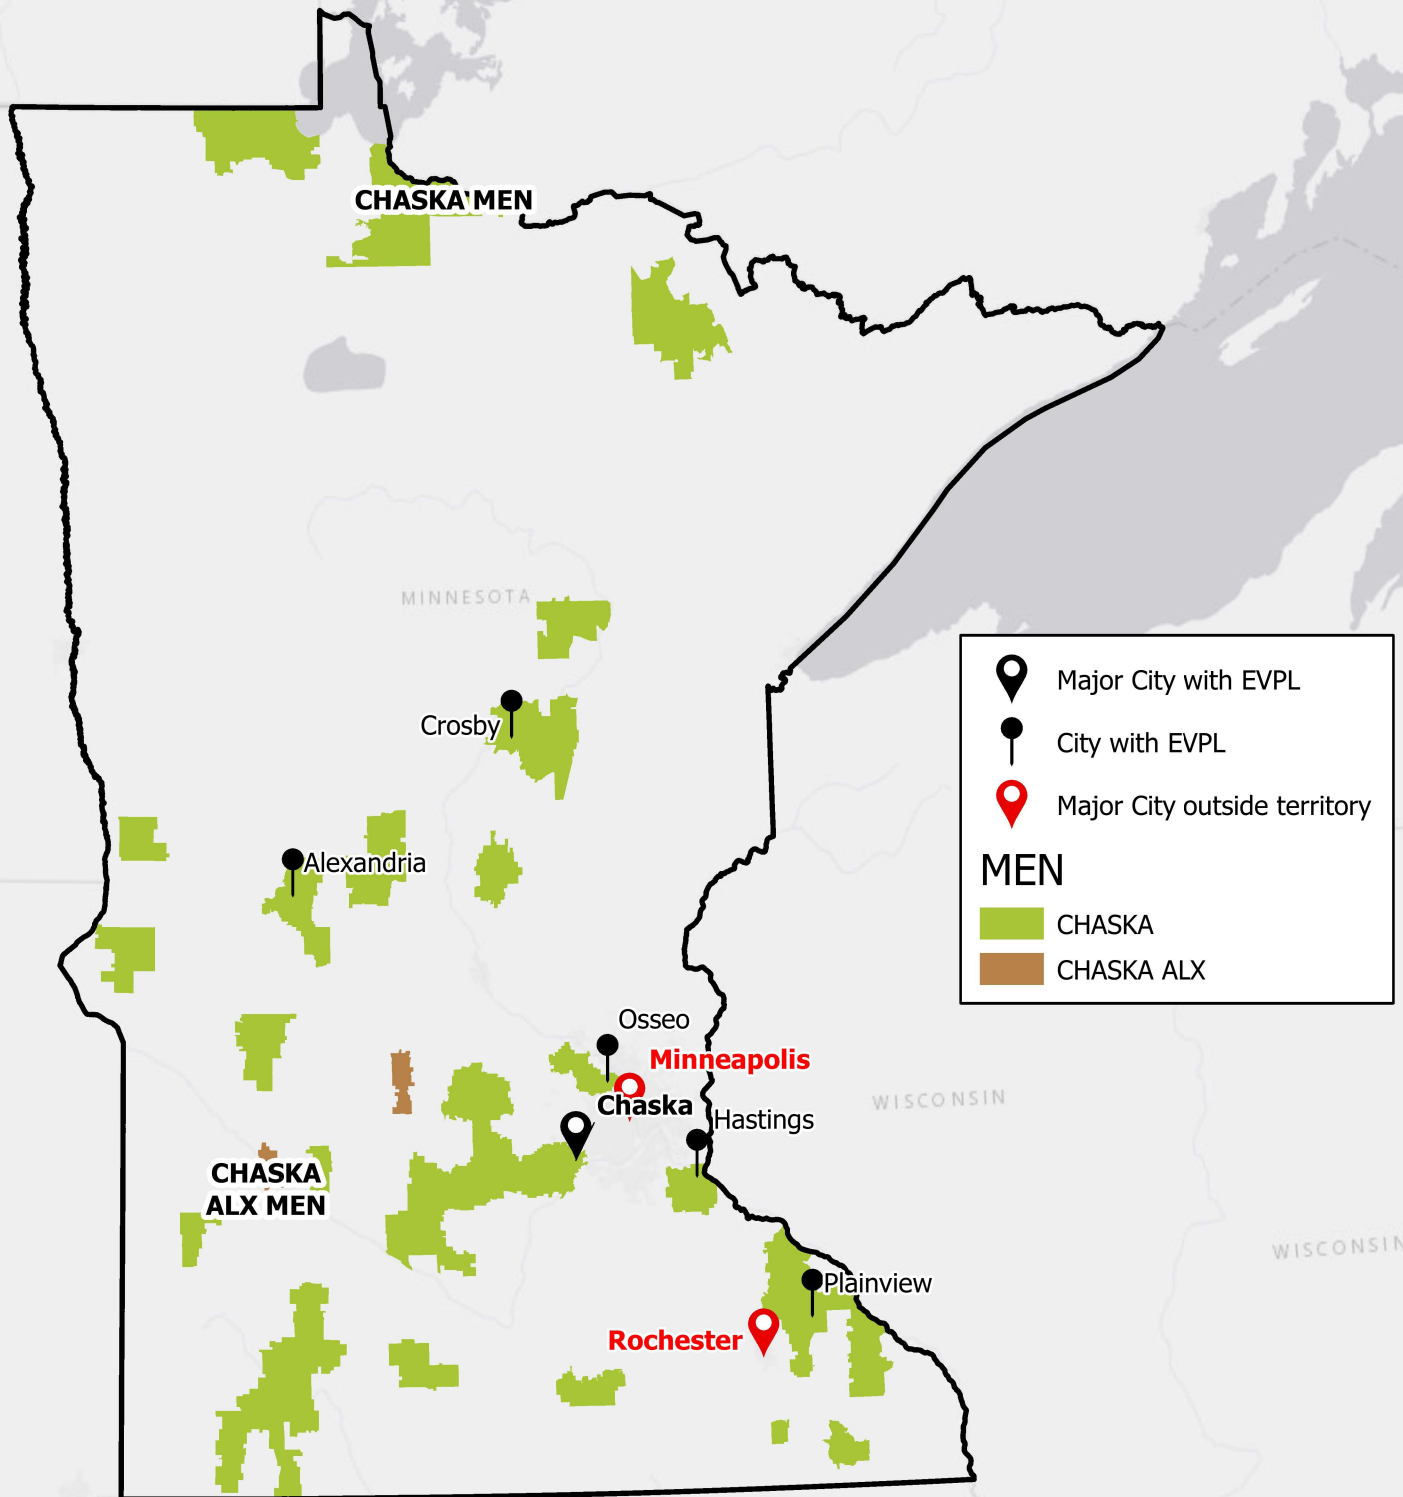 CHASKA MEN
MINNESOTA
Crosby
Alexandria
Osseo
Minneapolis
Chaska
Hastings
CHASKA
ALX MEN
Plainview
Rochester
Major City with EVPL
City with EVPL
Major City outside territory
MEN
CHASKA
CHASKA ALX
WISCONSIN
WISCONSIN